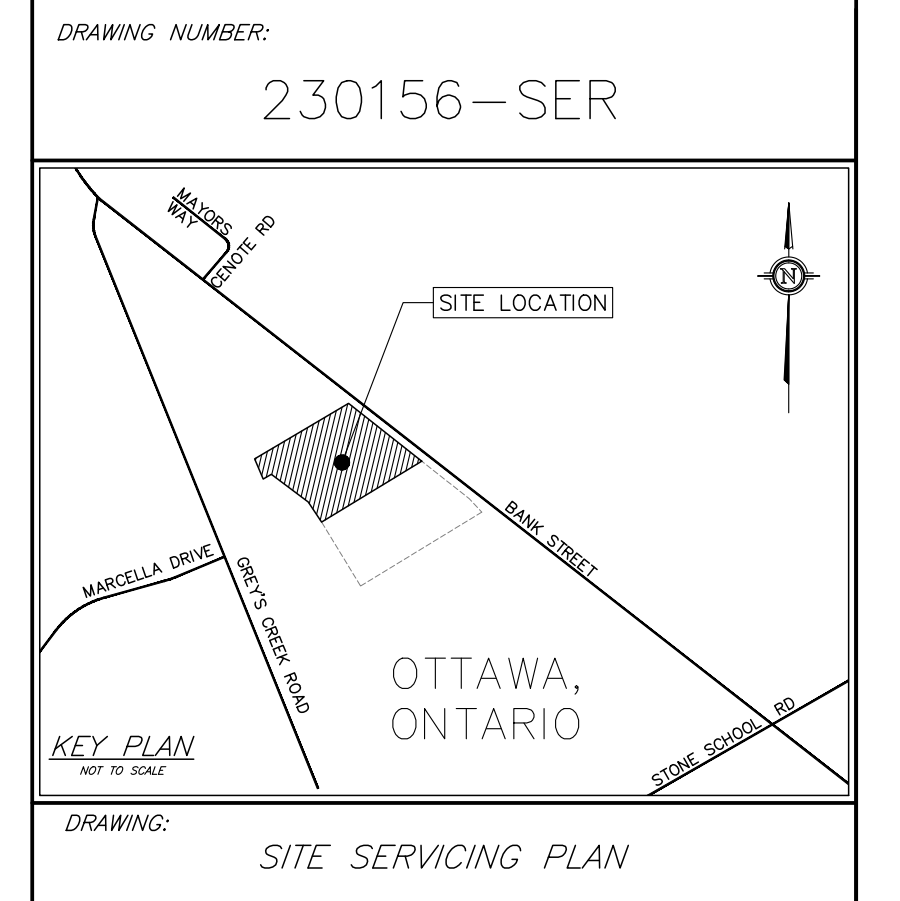 DRAWING NUMBER:
230156-SER
MAYORS
WAY
CENOTE RD
N
SITE LOCATION
BANK STREET
MARCELLA DRIVE
GREY'S CREEK ROAD
OTTAWA,
ONTARIO
STONE SCHOOL RD
KEY PLAN
NOT TO SCALE
DRAWING:
SITE SERVICING PLAN